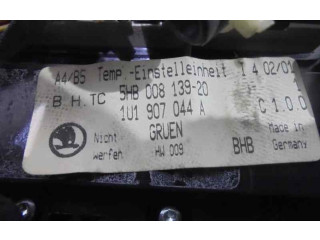 A4/B5 Temp.-Einstelleinheit I 4 02/01
B.H.TC 5HB 008 139-20 1
1U1 907 044 A C 1.0.0
Nicht GRUEN Made in
werfen HW 009 BHB Germany